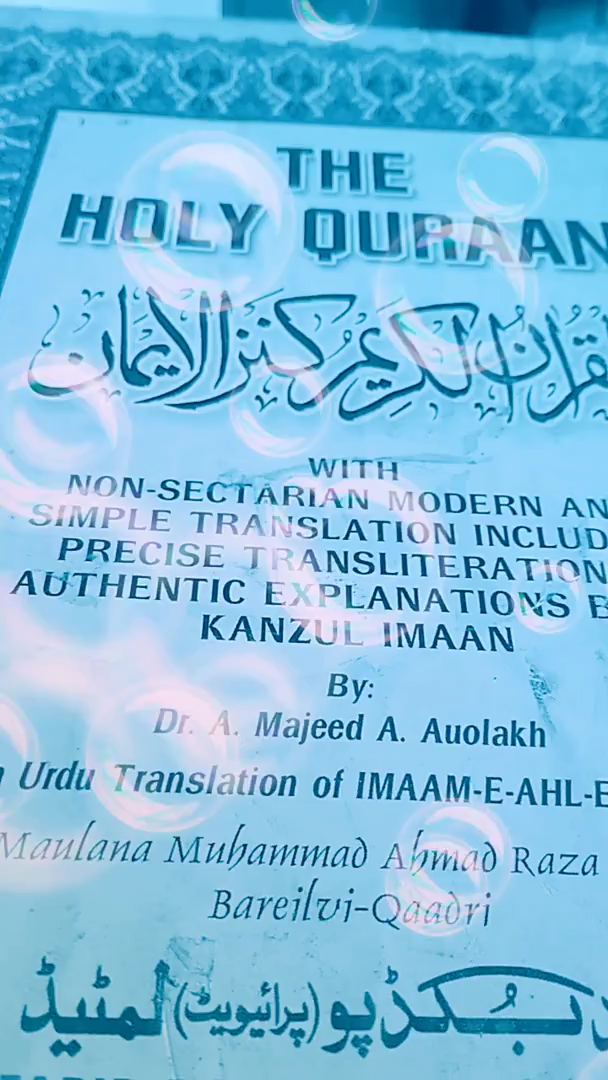 THE
HOLY QURAAN
القرآن الکریم کنز الایمان
WITH
NON-SECTARIAN MODERN AN
SIMPLE TRANSLATION INCLUD
PRECISE TRANSLITERATION
AUTHENTIC EXPLANATIONS B
KANZUL IMAAN
By:
Dr. A. Majeed A. Auolakh
Urdu Translation of IMAAM-E-AHL-E
Maulana Muhammad Ahmad Raza
Bareilvi-Qaadri
بکڈپو (پرائیویٹ) لمٹیڈ